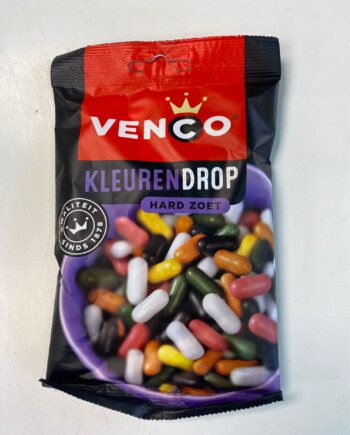 VENCO
KLEURENDROP
HARD ZOET
KWALITEIT
SINDS 1878